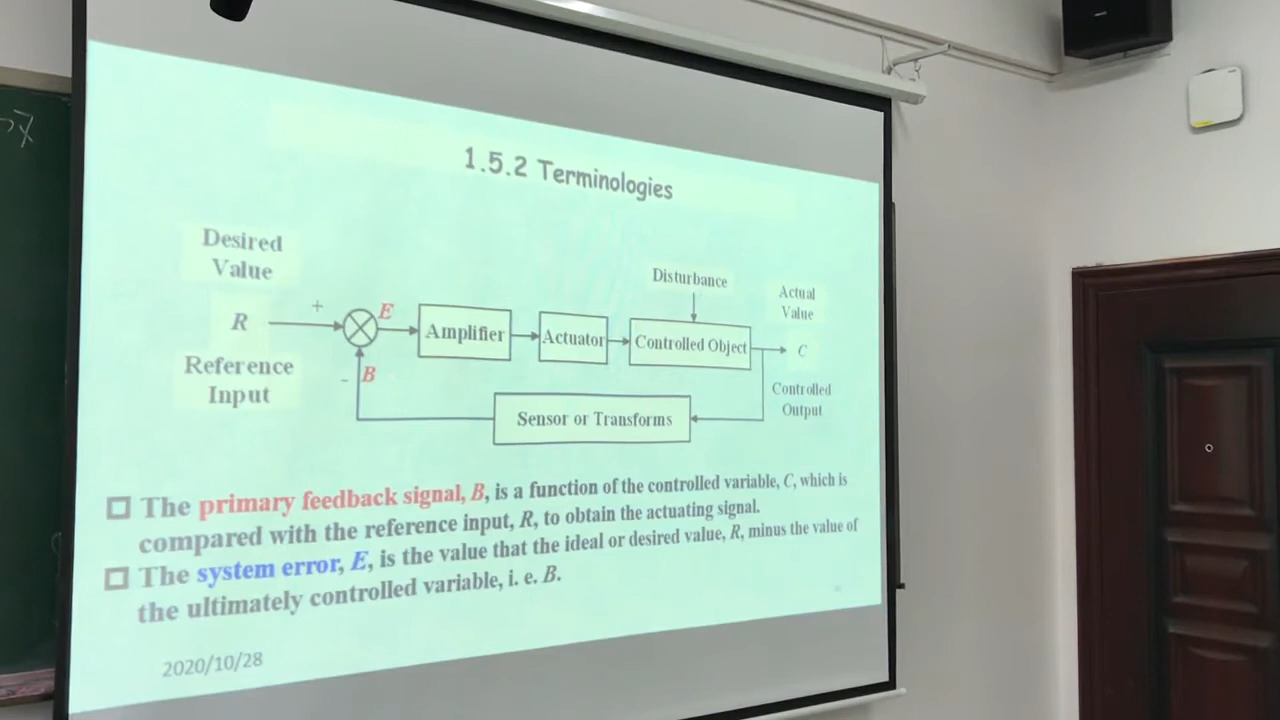 1.5.2 Terminologies
Desired
Value
Disturbance
Actual
Value
+
E
R
Amplifier
Actuator
Controlled Object
C
Reference
Input
-
B
Controlled
Output
Sensor or Transforms
The primary feedback signal, B, is a function of the controlled variable, C, which is
compared with the reference input, R, to obtain the actuating signal.
The system error, E, is the value that the ideal or desired value, R, minus the value of
the ultimately controlled variable, i. e. B.
2020/10/28